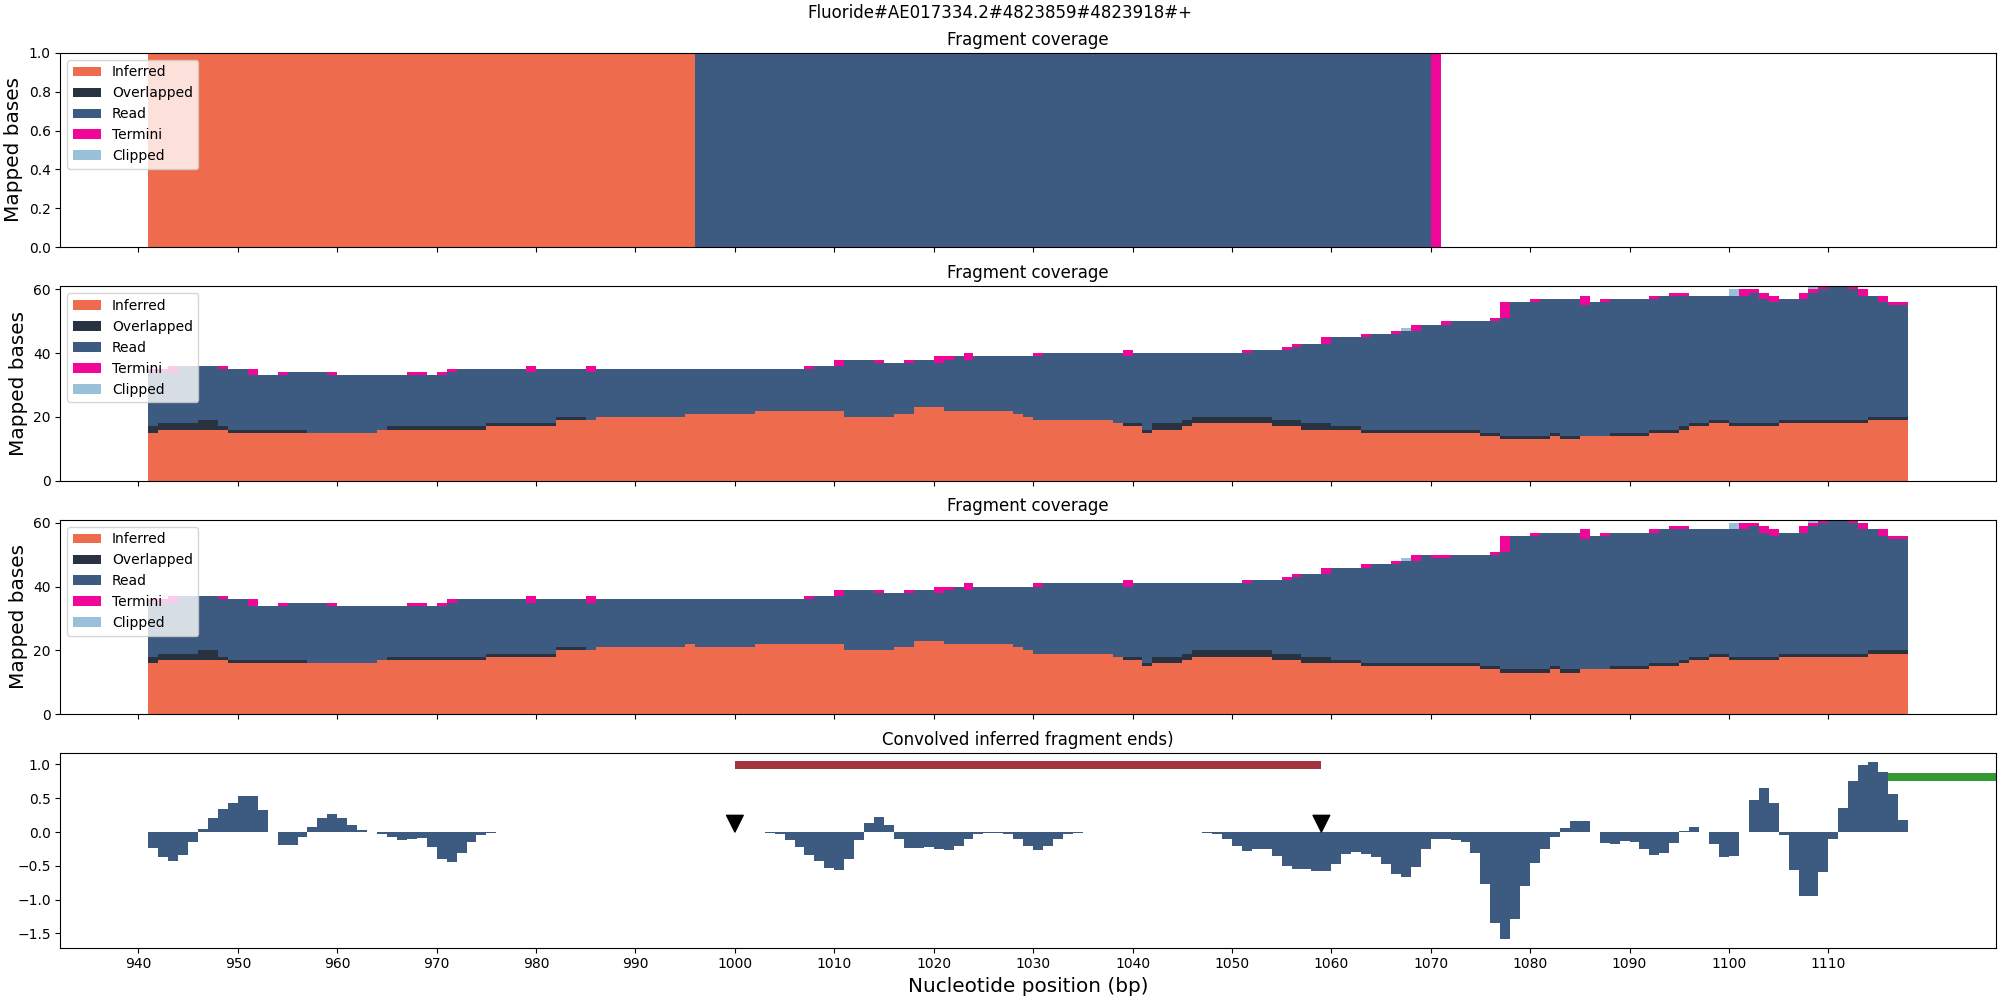 Fluoride#AE017334.2#4823859#4823918#+
Fragment coverage
Mapped bases
1.0
0.8
0.6
0.4
0.2
0.0
Inferred
Overlapped
Read
Termini
Clipped
Fragment coverage
Mapped bases
60
40
20
0
Inferred
Overlapped
Read
Termini
Clipped
Fragment coverage
Mapped bases
60
40
20
0
Inferred
Overlapped
Read
Termini
Clipped
Convolved inferred fragment ends)
1.0
0.5
0.0
−0.5
−1.0
−1.5
940 950 960 970 980 990 1000 1010 1020 1030 1040 1050 1060 1070 1080 1090 1100 1110
Nucleotide position (bp)